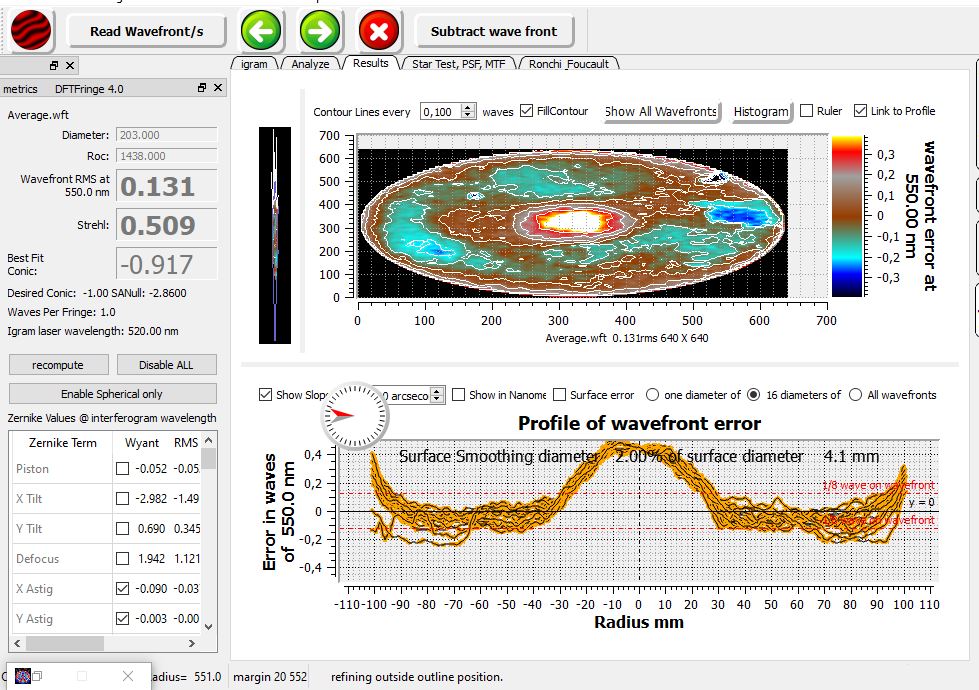 Read Wavefront/s
Subtract wave front
metrics DFTFringe 4.0
igram Analyze Results Star Test, PSF, MTF Ronchi Foucault
Average.wft
Diameter: 203.000
Roc: 1438.000
Wavefront RMS at
550.0 nm 0.131
Strehl: 0.509
Best Fit
Conic: -0.917
Desired Conic: -1.00 SANull: -2.8600
Waves Per Fringe: 1.0
Igram laser wavelength: 520.00 nm
recompute Disable ALL
Enable Spherical only
Zernike Values @ interferogram wavelength
Zernike Term Wyant RMS
Piston -0.052 -0.05
X Tilt -2.982 -1.49
Y Tilt 0.690 0.345
Defocus 1.942 1.121
X Astig -0.090 -0.03
Y Astig -0.003 -0.00
Contour Lines every 0,100 waves FillContour Show All Wavefronts Histogram Ruler Link to Profile
700
600
500
400
300
200
100
0
0 100 200 300 400 500 600 700
Average.wft 0.131rms 640 X 640
0,3
0,2
0,1
0
-0,1
-0,2
-0,3
wavefront error at
550.00 nm
Show Slop 0 arcseco Show in Nanome Surface error one diameter of 16 diameters of All wavefronts
Profile of wavefront error
Surface Smoothing diameter 2.00% of surface diameter 4.1 mm
Error in waves
of 550.0 nm
0,4
0,2
0
-0,2
-0,4
1/8 wave on wavefront
y = 0
wave on wavefront
-110 -100 -90 -80 -70 -60 -50 -40 -30 -20 -10 0 10 20 30 40 50 60 70 80 90 100 110
Radius mm
adius= 551.0 margin 20 552 refining outside outline position.